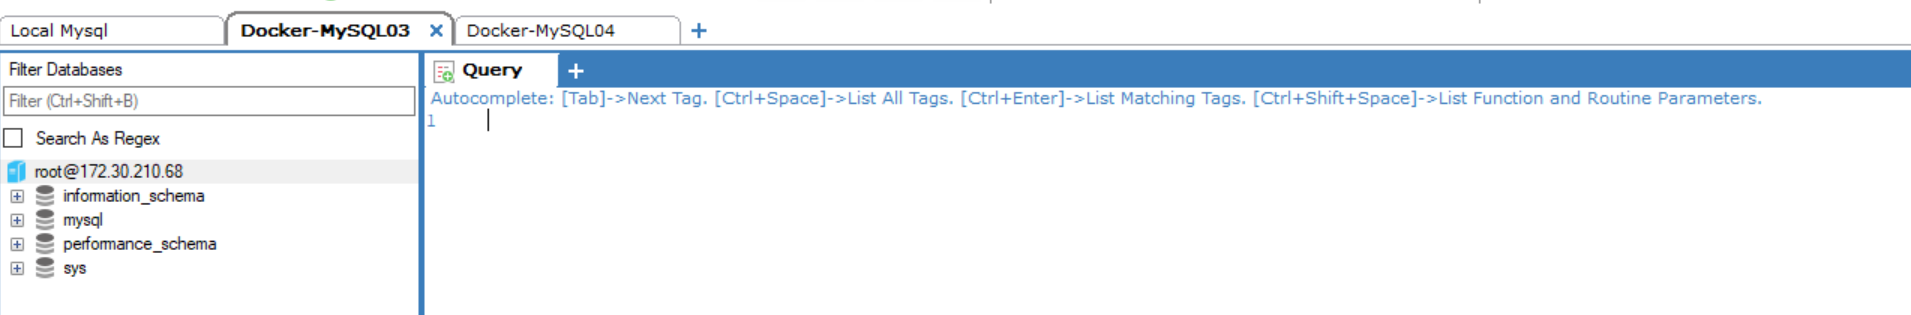 Local Mysql
Docker-MySQL03
Docker-MySQL04
Filter Databases
Filter (Ctrl+Shift+B)
Search As Regex
root@172.30.210.68
information_schema
mysql
performance_schema
sys
Query
Autocomplete: [Tab]->Next Tag. [Ctrl+Space]->List All Tags. [Ctrl+Enter]->List Matching Tags. [Ctrl+Shift+Space]->List Function and Routine Parameters.
1